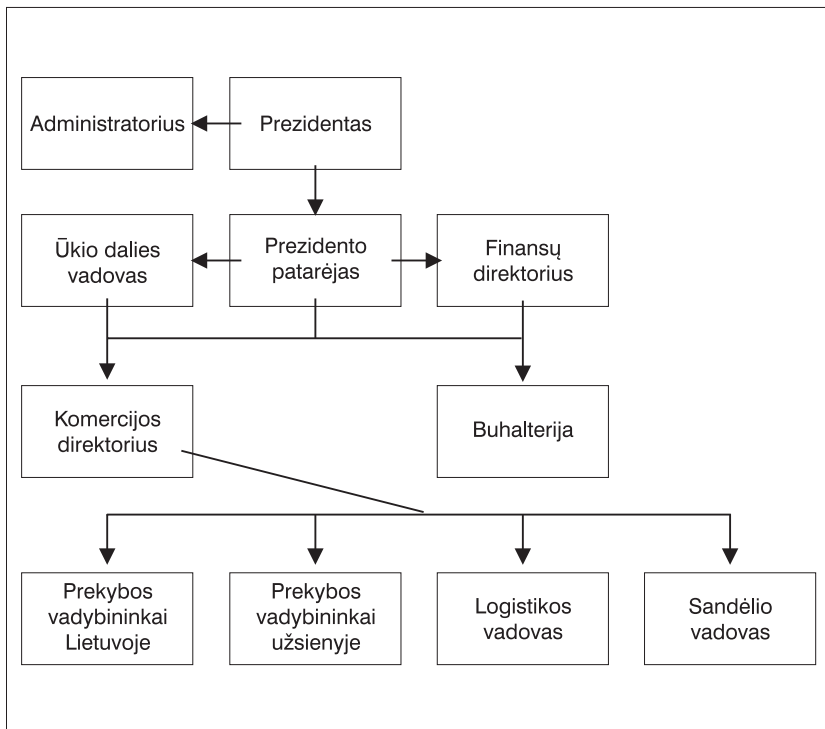 Administratorius
Prezidentas
Ūkio dalies
vadovas
Prezidento
patarėjas
Finansų
direktorius
Komercijos
direktorius
Buhalterija
Prekybos
vadybininkai
Lietuvoje
Prekybos
vadybininkai
užsienyje
Logistikos
vadovas
Sandėlio
vadovas